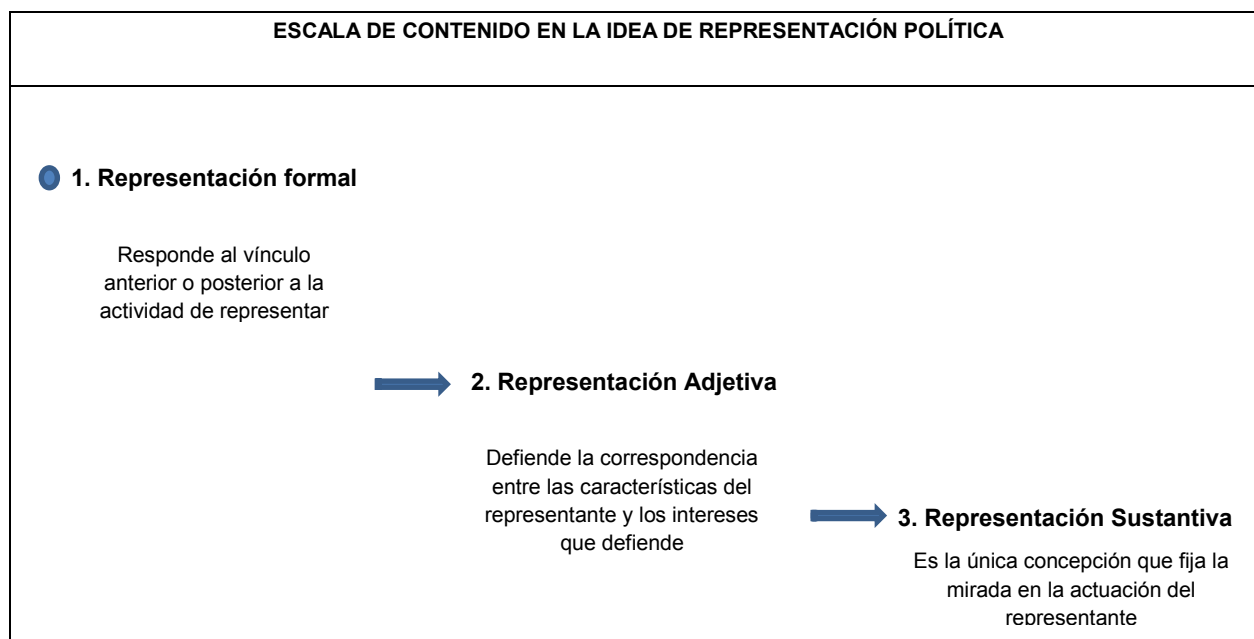 ESCALA DE CONTENIDO EN LA IDEA DE REPRESENTACIÓN POLÍTICA
1. Representación formal
Responde al vínculo
anterior o posterior a la
actividad de representar
2. Representación Adjetiva
Defiende la correspondencia
entre las características del
representante y los intereses
que defiende
3. Representación Sustantiva
Es la única concepción que fija la
mirada en la actuación del
representante